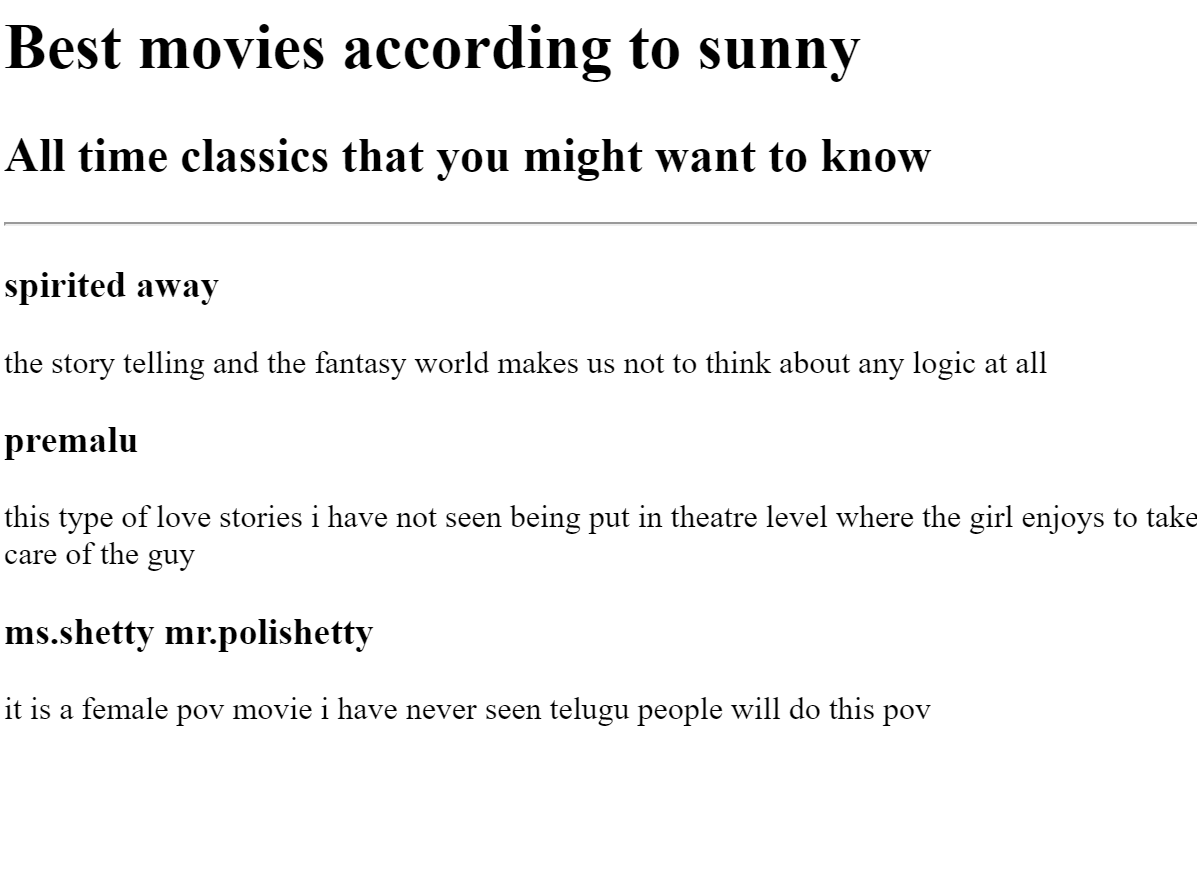 Best movies according to sunny
All time classics that you might want to know
spirited away
the story telling and the fantasy world makes us not to think about any logic at all
premalu
this type of love stories i have not seen being put in theatre level where the girl enjoys to take
care of the guy
ms.shetty mr.polishetty
it is a female pov movie i have never seen telugu people will do this pov